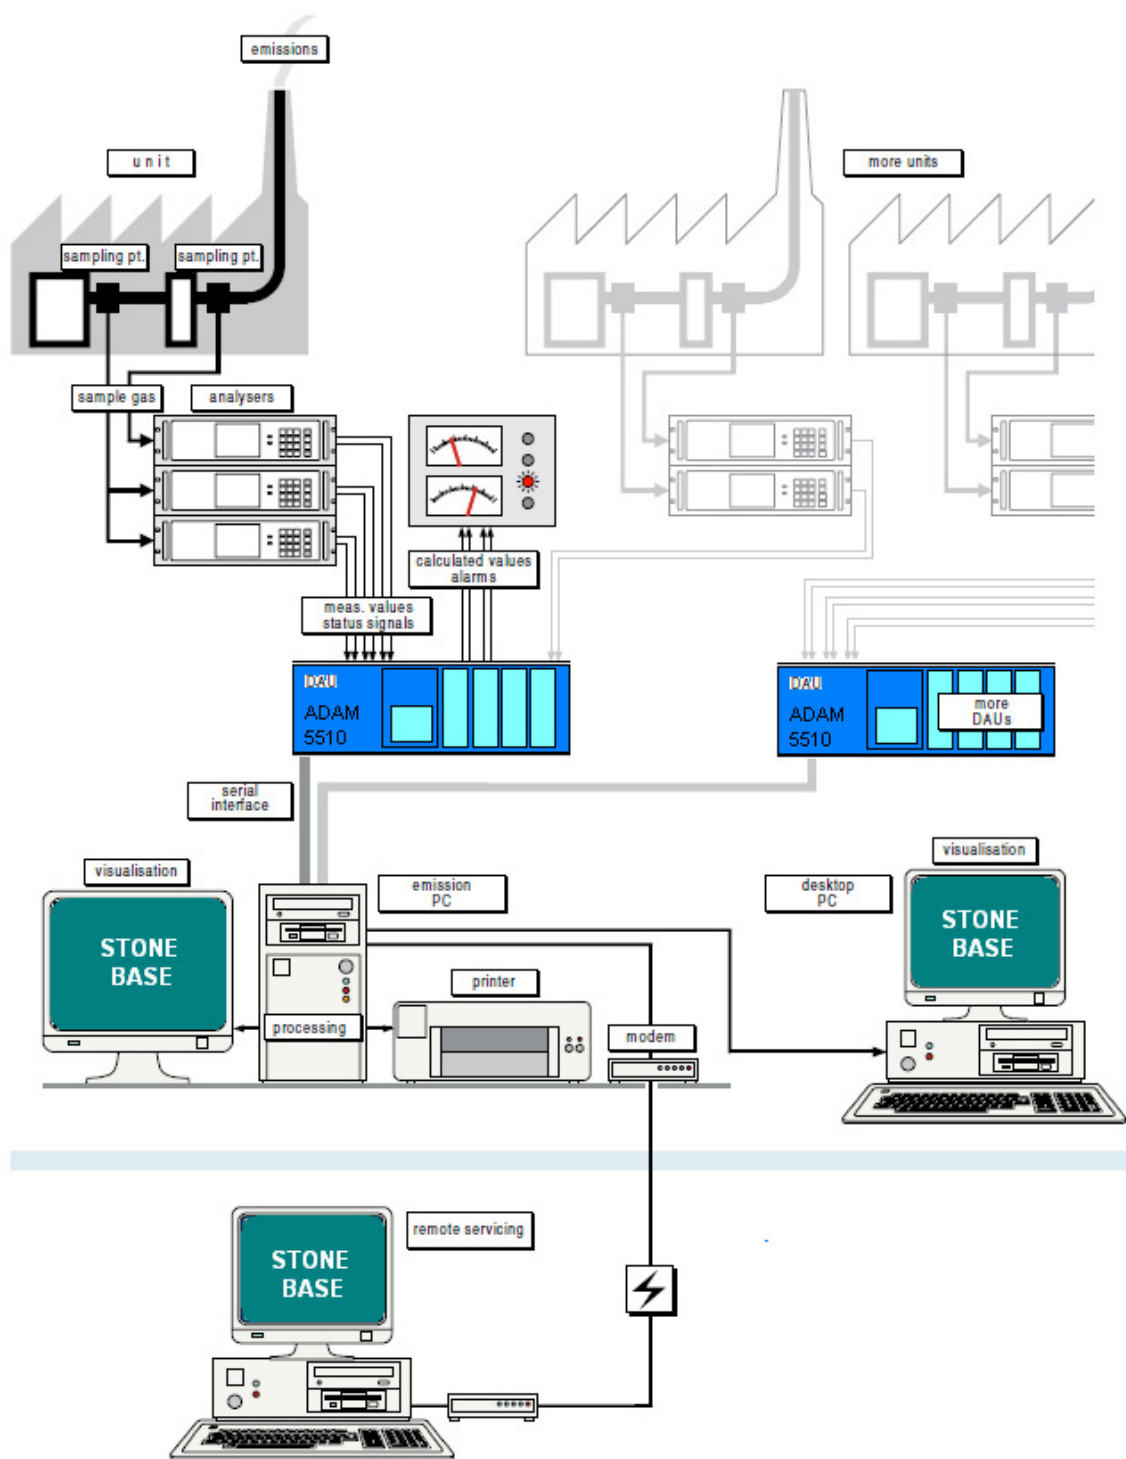 emissions
unit
more units
sampling pt.
sampling pt.
sample gas
analysers
calculated values
alarms
meas. values
status signals
DAU
ADAM
5510
DAU
ADAM
5510
more
DAUs
serial
interface
visualisation
emission
PC
desktop
PC
visualisation
STONE
BASE
STONE
BASE
printer
processing
modem
remote servicing
STONE
BASE